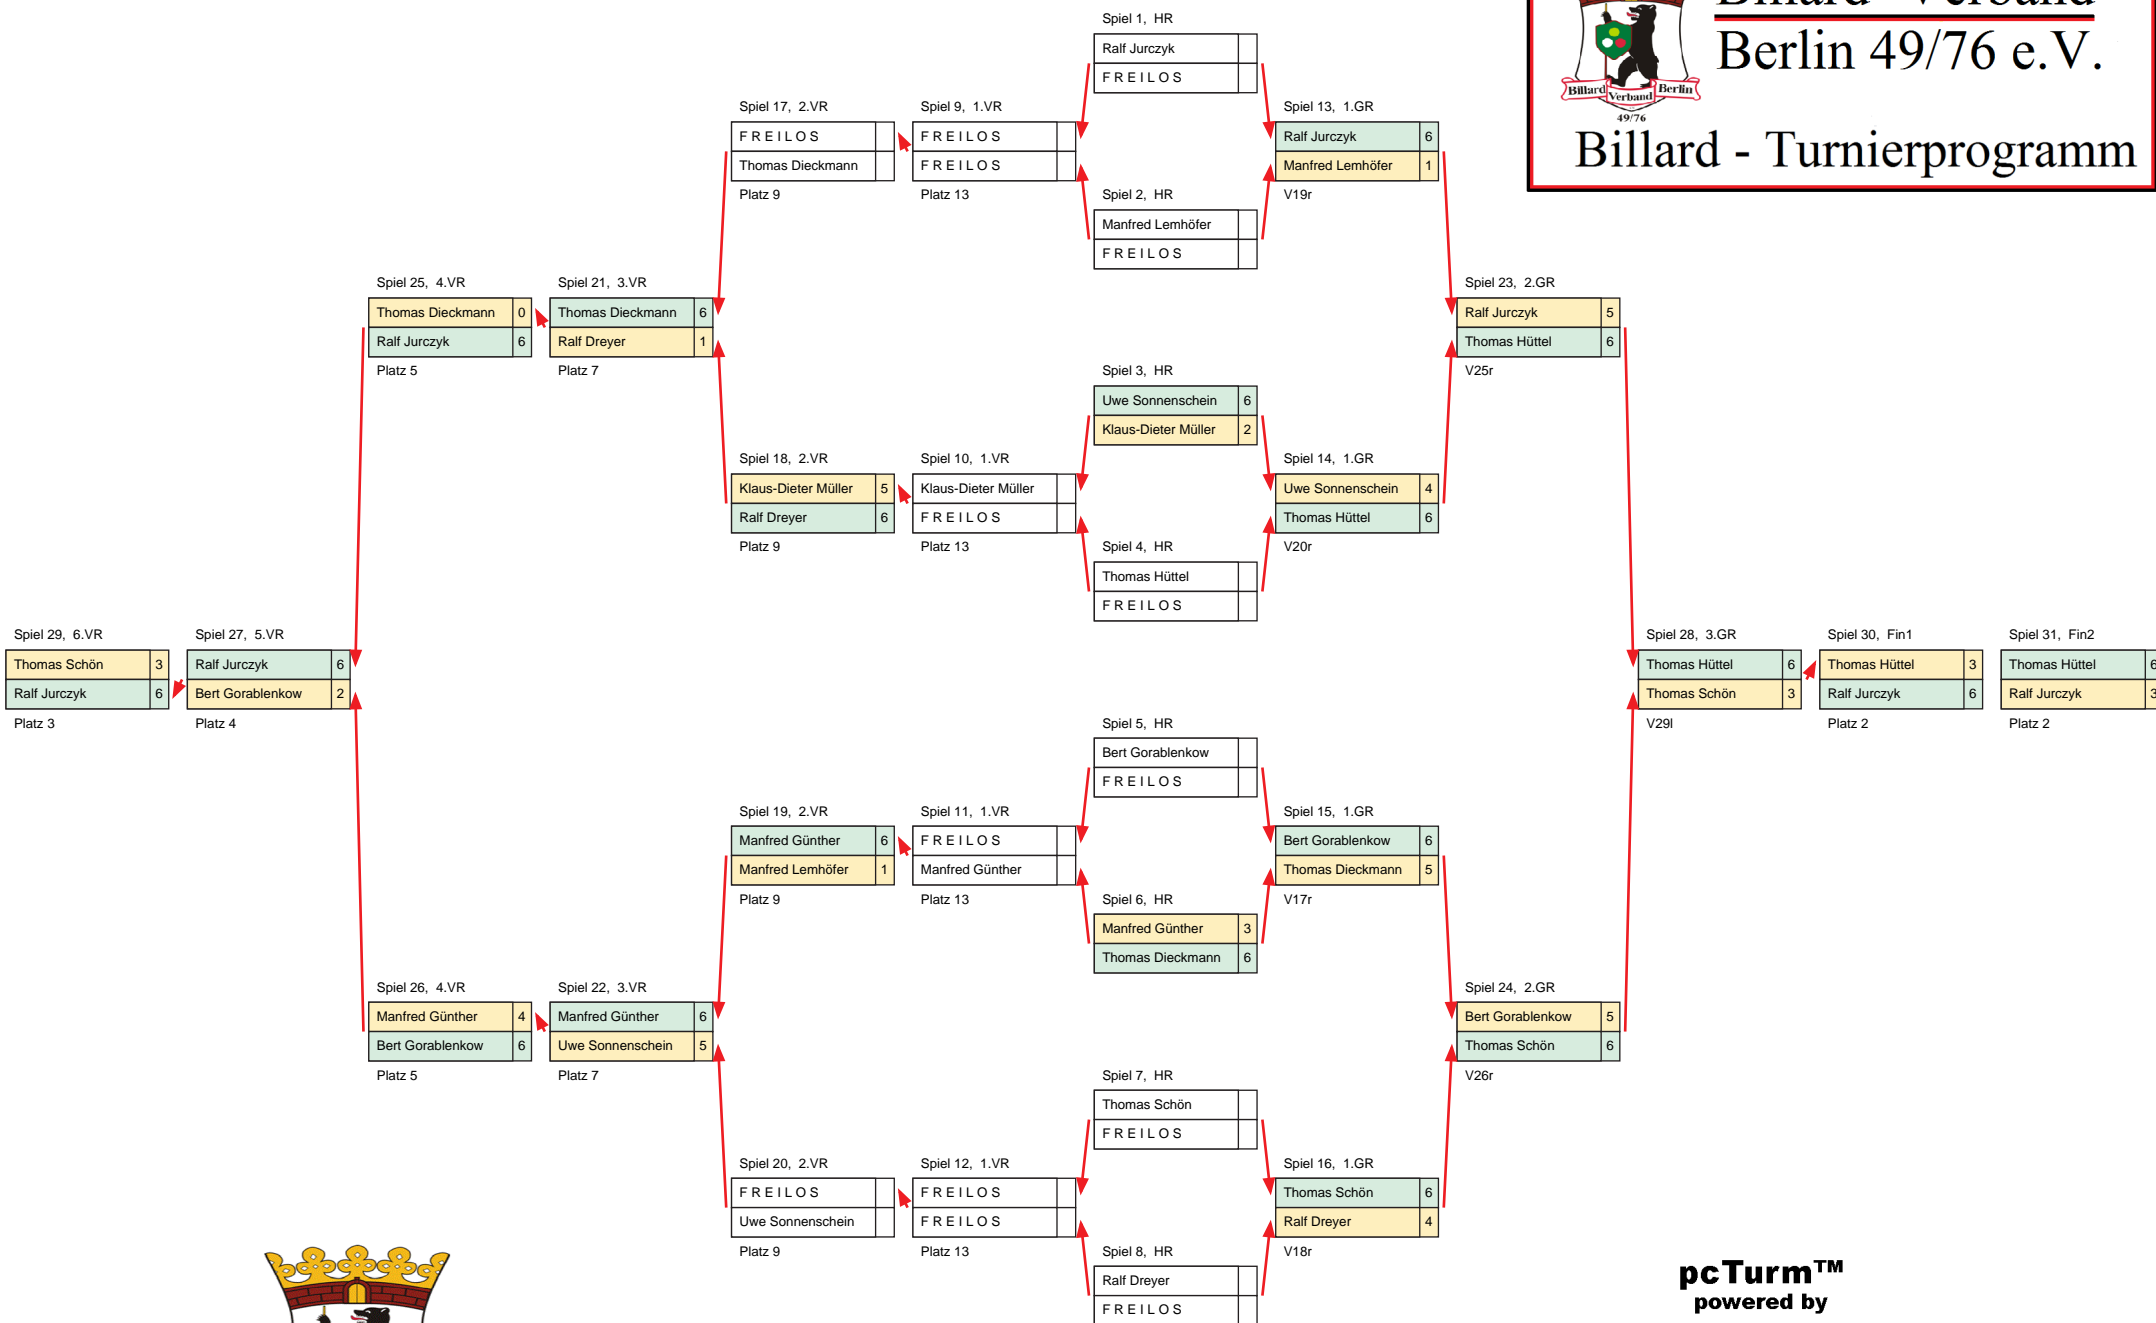 Billard Verband
Berlin 49/76 e.V.
Billard Verband Berlin
49/76
Billard - Turnierprogramm
Spiel 1, HR
Ralf Jurczyk
FREILOS
Spiel 17, 2.VR
FREILOS
Thomas Dieckmann
Platz 9
Spiel 9, 1.VR
FREILOS
FREILOS
Platz 13
Spiel 13, 1.GR
Ralf Jurczyk 6
Manfred Lemhöfer 1
V19r
Spiel 2, HR
Manfred Lemhöfer
FREILOS
Spiel 25, 4.VR
Thomas Dieckmann 0
Ralf Jurczyk 6
Platz 5
Spiel 21, 3.VR
Thomas Dieckmann 6
Ralf Dreyer 1
Platz 7
Spiel 23, 2.GR
Ralf Jurczyk 5
Thomas Hüttel 6
V25r
Spiel 3, HR
Uwe Sonnenschein 6
Klaus-Dieter Müller 2
Spiel 18, 2.VR
Klaus-Dieter Müller 5
Ralf Dreyer 6
Platz 9
Spiel 10, 1.VR
Klaus-Dieter Müller
FREILOS
Platz 13
Spiel 14, 1.GR
Uwe Sonnenschein 4
Thomas Hüttel 6
V20r
Spiel 4, HR
Thomas Hüttel
FREILOS
Spiel 29, 6.VR
Thomas Schön 3
Ralf Jurczyk 6
Platz 3
Spiel 27, 5.VR
Ralf Jurczyk 6
Bert Gorablenkow 2
Platz 4
Spiel 28, 3.GR
Thomas Hüttel 6
Thomas Schön 3
V29l
Spiel 30, Fin1
Thomas Hüttel 3
Ralf Jurczyk 6
Platz 2
Spiel 31, Fin2
Thomas Hüttel 6
Ralf Jurczyk 3
Platz 2
Spiel 5, HR
Bert Gorablenkow
FREILOS
Spiel 19, 2.VR
Manfred Günther 6
Manfred Lemhöfer 1
Platz 9
Spiel 11, 1.VR
FREILOS
Manfred Günther
Platz 13
Spiel 15, 1.GR
Bert Gorablenkow 6
Thomas Dieckmann 5
V17r
Spiel 6, HR
Manfred Günther 3
Thomas Dieckmann 6
Spiel 26, 4.VR
Manfred Günther 4
Bert Gorablenkow 6
Platz 5
Spiel 22, 3.VR
Manfred Günther 6
Uwe Sonnenschein 5
Platz 7
Spiel 24, 2.GR
Bert Gorablenkow 5
Thomas Schön 6
V26r
Spiel 7, HR
Thomas Schön
FREILOS
Spiel 20, 2.VR
FREILOS
Uwe Sonnenschein
Platz 9
Spiel 12, 1.VR
FREILOS
FREILOS
Platz 13
Spiel 16, 1.GR
Thomas Schön 6
Ralf Dreyer 4
V18r
Spiel 8, HR
Ralf Dreyer
FREILOS
pcTurm™
powered by